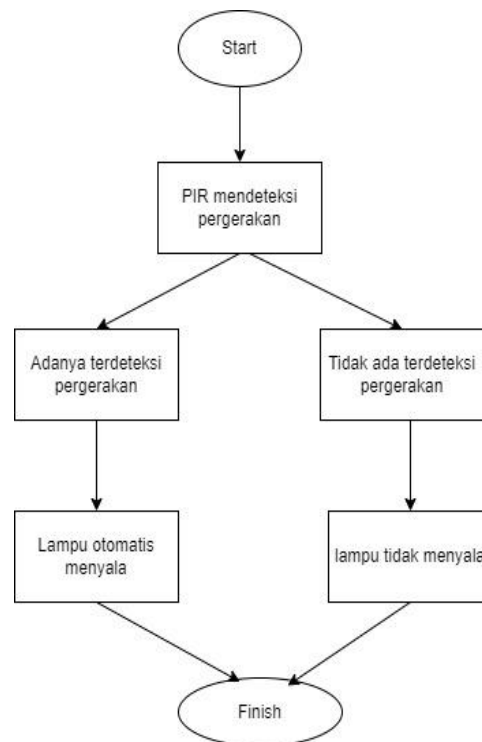 Start
PIR mendeteksi
pergerakan
Adanya terdeteksi
pergerakan
Tidak ada terdeteksi
pergerakan
Lampu otomatis
menyala
lampu tidak menyala
Finish